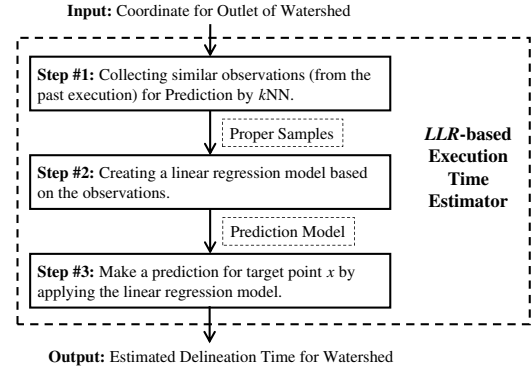 Input: Coordinate for Outlet of Watershed
Step #1: Collecting similar observations (from the
past execution) for Prediction by kNN.
Proper Samples
Step #2: Creating a linear regression model based
on the observations.
Prediction Model
Step #3: Make a prediction for target point x by
applying the linear regression model.
LLR-based
Execution
Time
Estimator
Output: Estimated Delineation Time for Watershed